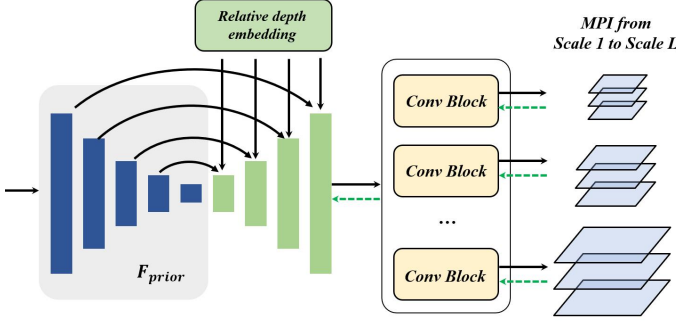 Relative depth
embedding
MPI from
Scale 1 to Scale L
Conv Block
Conv Block
...
Conv Block
F_prior